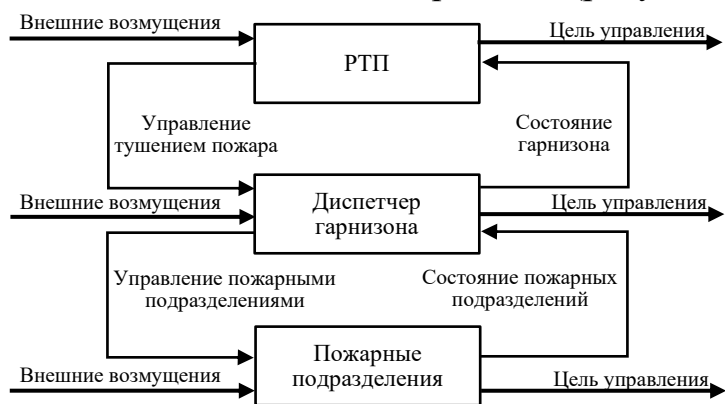 Внешние возмущения
Цель управления
РТП
Управление
тушением пожара
Состояние
гарнизона
Внешние возмущения
Диспетчер
гарнизона
Цель управления
Управление пожарными
подразделениями
Состояние пожарных
подразделений
Внешние возмущения
Пожарные
подразделения
Цель управления